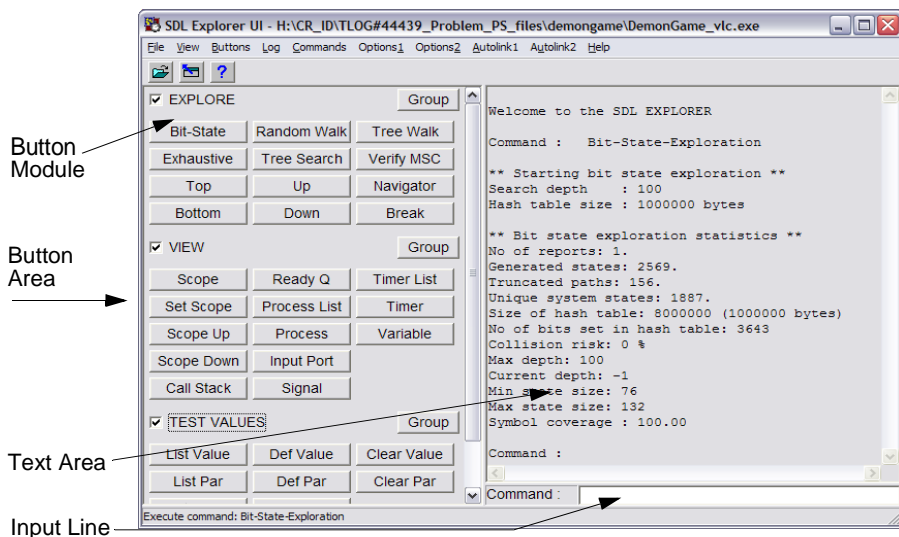 SDL Explorer UI - H:\CR_ID\TLOG#44439_Problem_PS_files\demongame\DemonGame_vlc.exe
File View Buttons Log Commands Options1 Options2 Autolink1 Autolink2 Help
?
EXPLORE Group
Bit-State Random Walk Tree Walk
Exhaustive Tree Search Verify MSC
Top Up Navigator
Bottom Down Break
VIEW Group
Scope Ready Q Timer List
Set Scope Process List Timer
Scope Up Process Variable
Scope Down Input Port
Call Stack Signal
TEST VALUES Group
List Value Def Value Clear Value
List Par Def Par Clear Par
Welcome to the SDL EXPLORER
Command : Bit-State-Exploration
** Starting bit state exploration **
Search depth : 100
Hash table size : 1000000 bytes
** Bit state exploration statistics **
No of reports: 1.
Generated states: 2569.
Truncated paths: 156.
Unique system states: 1887.
Size of hash table: 8000000 (1000000 bytes)
No of bits set in hash table: 3643
Collision risk: 0 %
Max depth: 100
Current depth: -1
Min state size: 76
Max state size: 132
Symbol coverage : 100.00
Command :
Command :
Execute command: Bit-State-Exploration
Button
Module
Button
Area
Text Area
Input Line